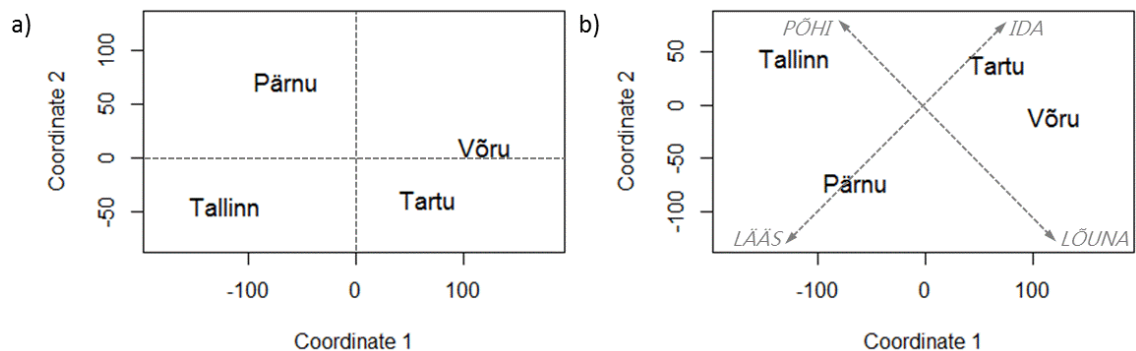 a)
Coordinate 2
100
50
0
-50
Pärnu
Võru
Tallinn
Tartu
-100
0
100
Coordinate 1
b)
Coordinate 2
50
0
-50
-100
PÕHI
IDA
Tallinn
Tartu
Võru
Pärnu
LÄÄS
LÕUNA
-100
0
100
Coordinate 1